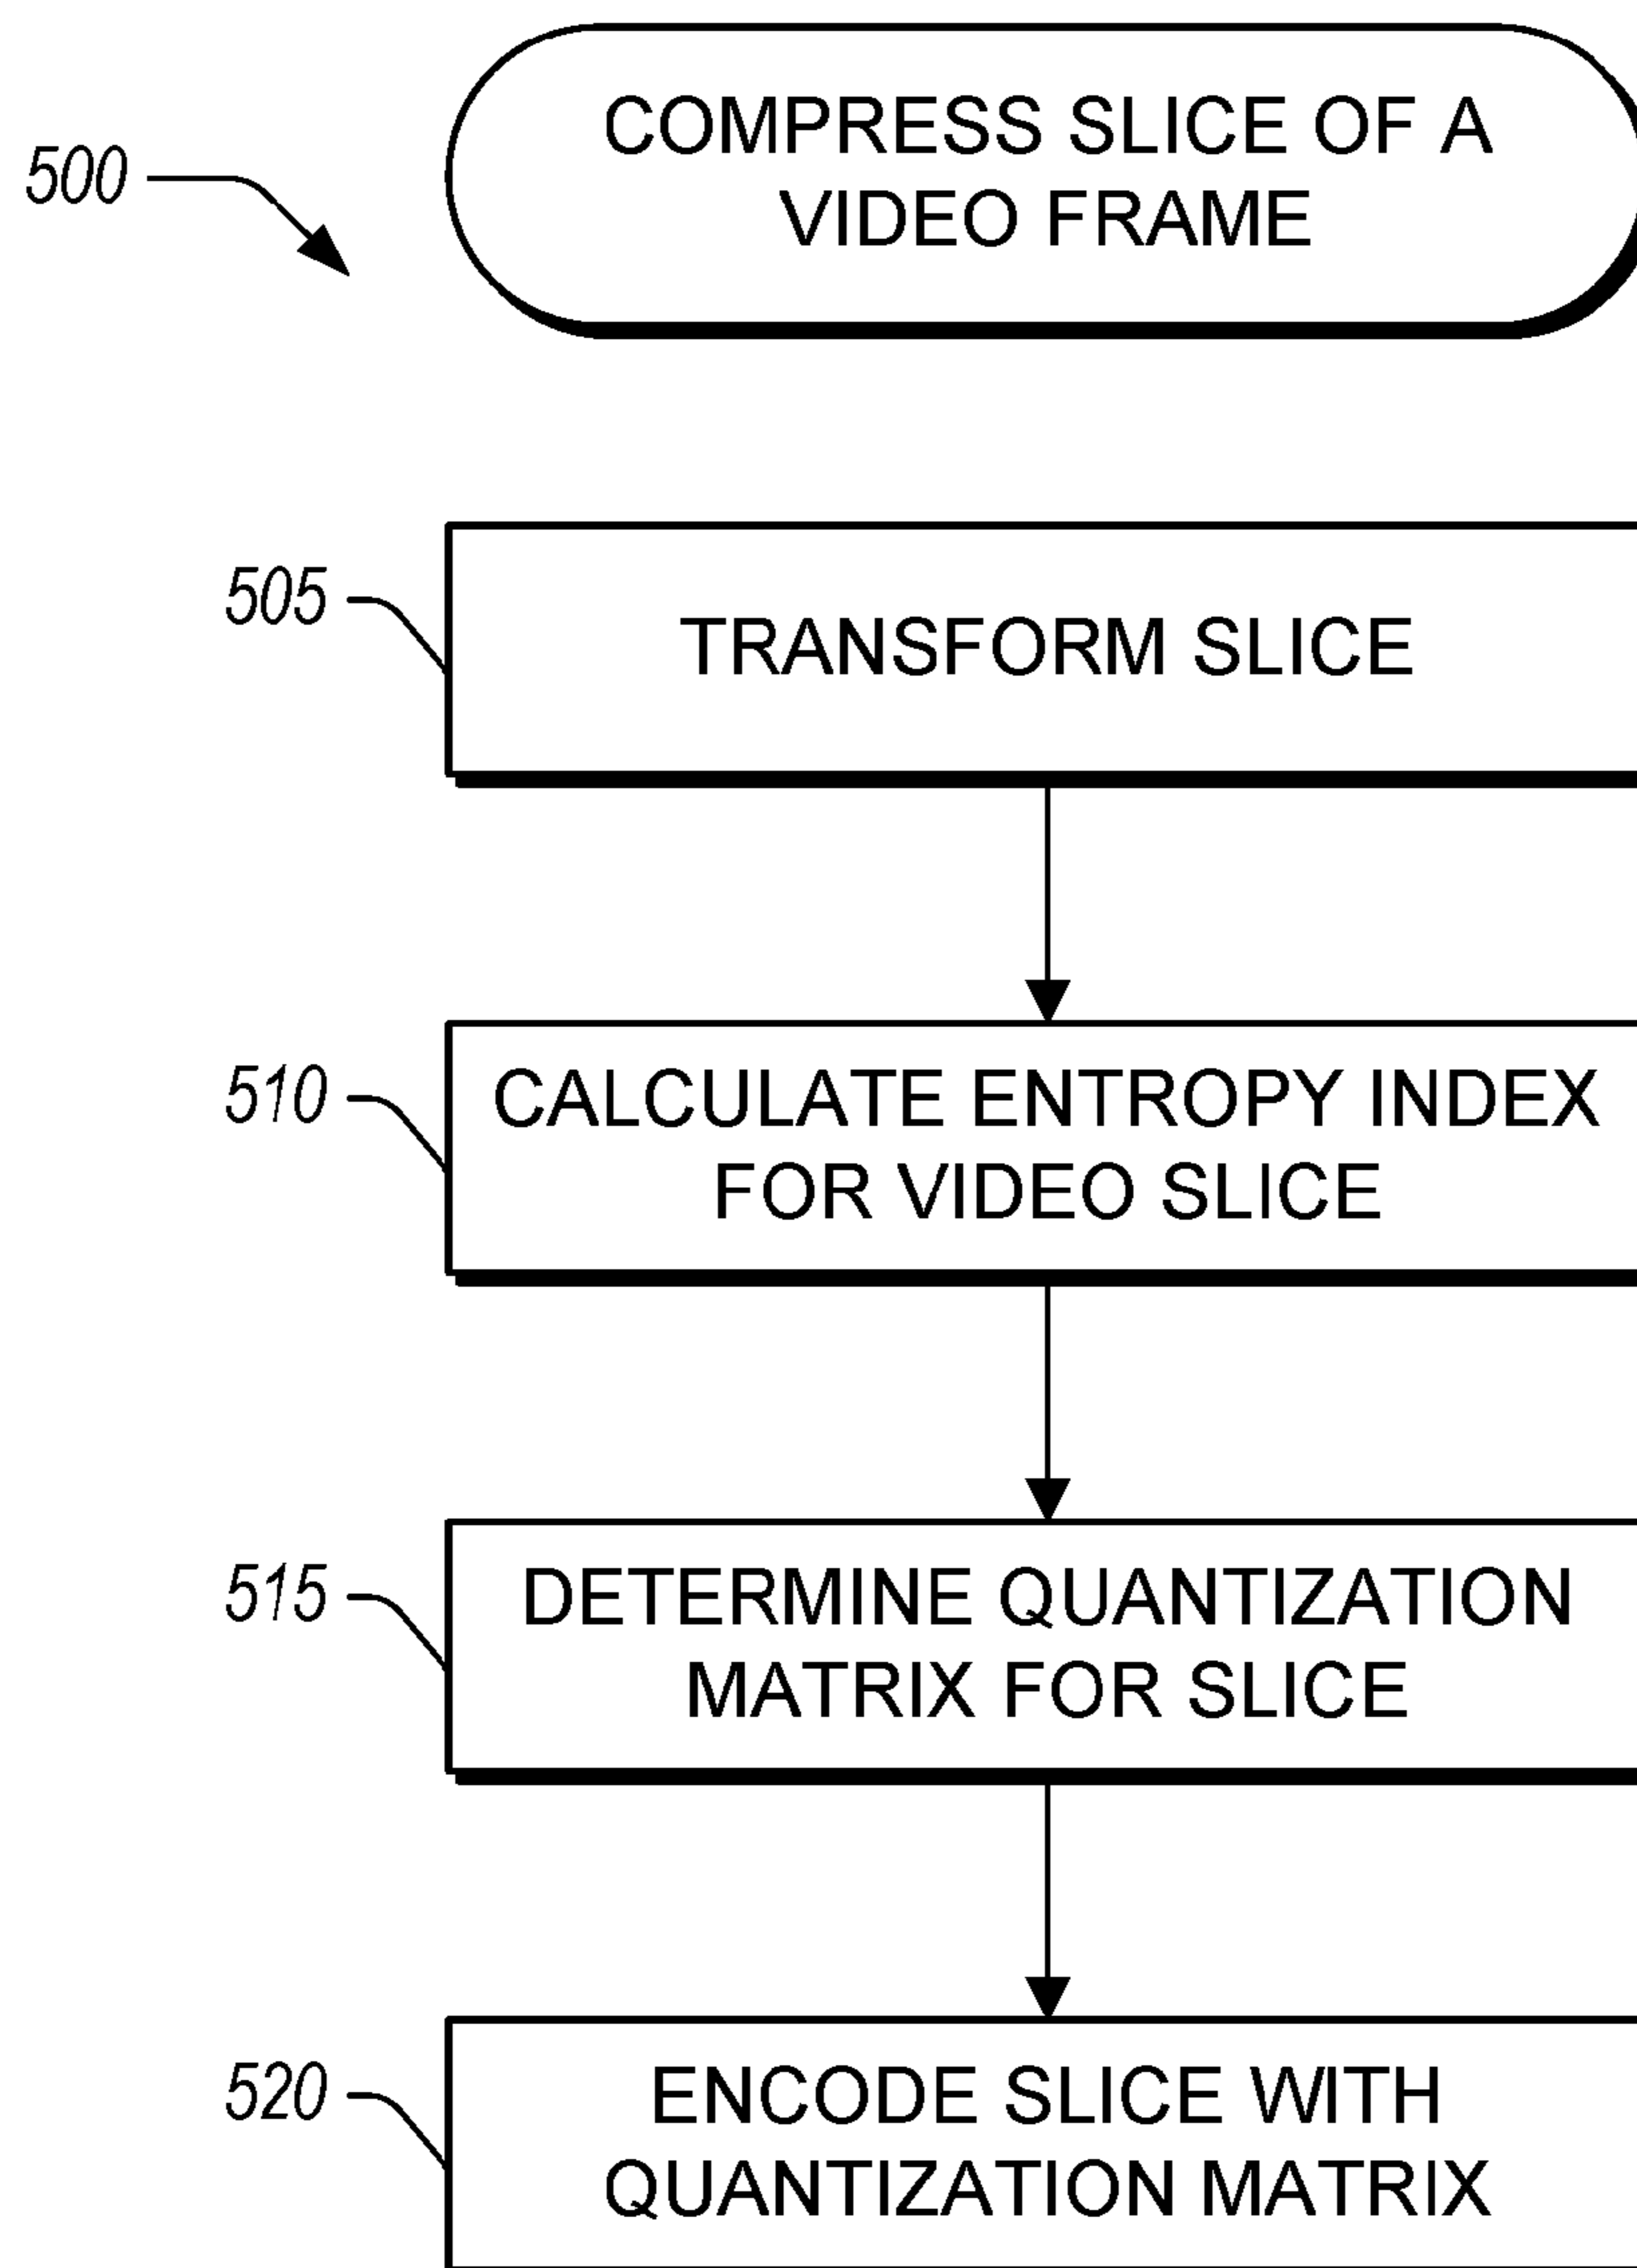 500
COMPRESS SLICE OF A
VIDEO FRAME
505
TRANSFORM SLICE
510
CALCULATE ENTROPY INDEX
FOR VIDEO SLICE
515
DETERMINE QUANTIZATION
MATRIX FOR SLICE
520
ENCODE SLICE WITH
QUANTIZATION MATRIX